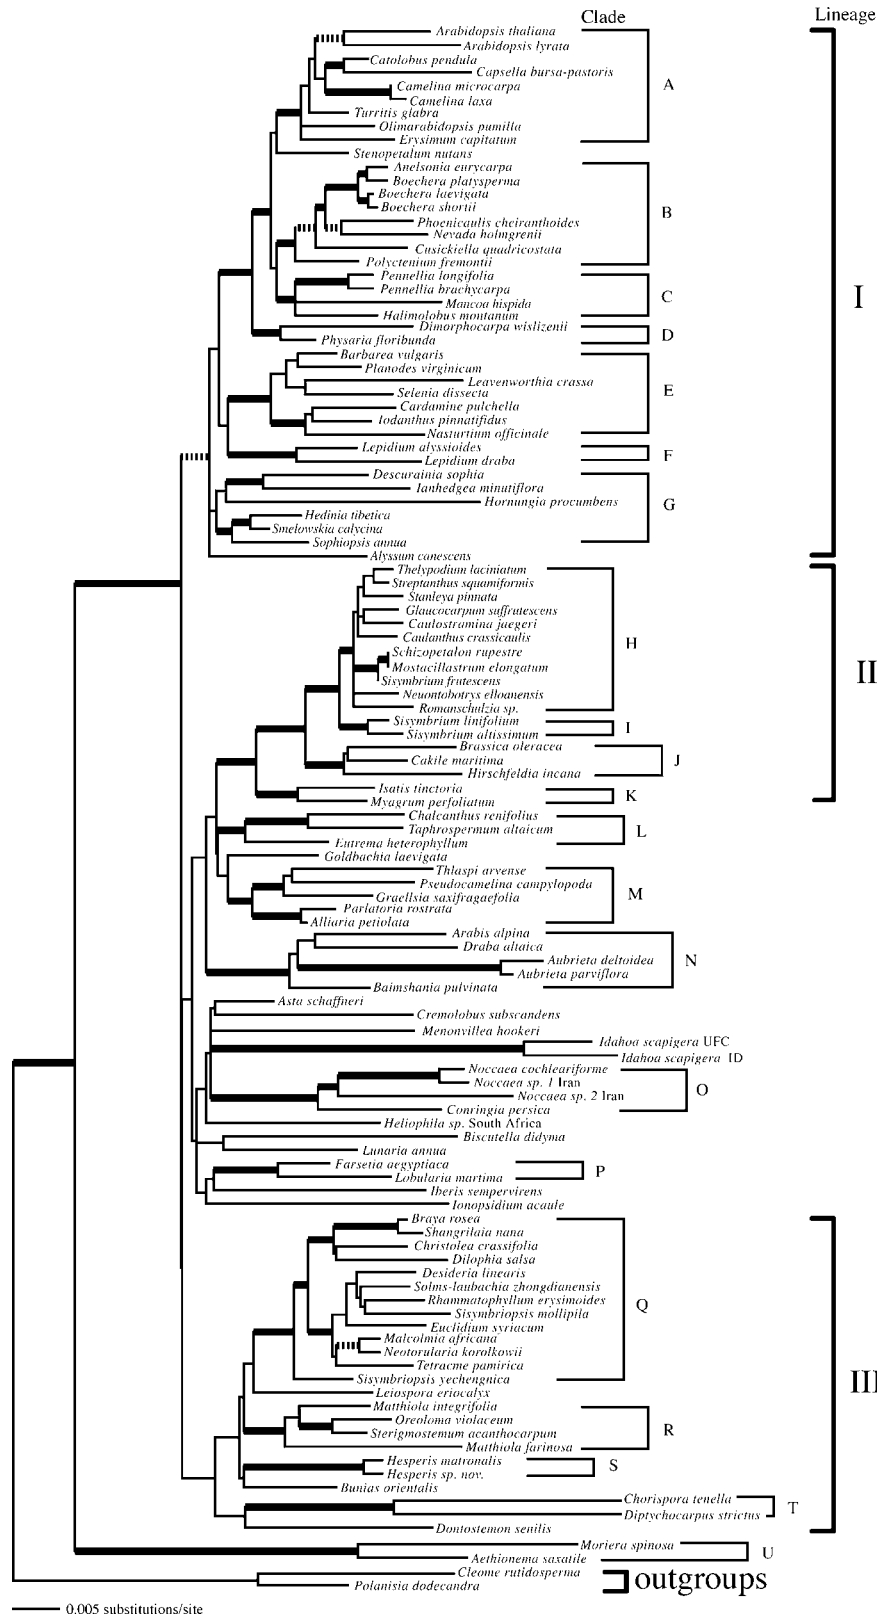 Clade
Lineage
Arabidopsis thaliana
Arabidopsis lyrata
Catolobus pendula
Capsella bursa-pastoris
A
Camelina microcarpa
Camelina laxa
Turritis glabra
Olimarabidopsis pumilla
Erysimum capitatum
Stenopetalum nutans
Anelsonia eurycarpa
Boechera platysperma
Boechera laevigata
Boechera shortii
B
Phoenicaulis cheiranthoides
Nevada holmgrenii
Cusickiella quadricostata
Polyctenium fremontii
Pennellia longifolia
Pennellia brachycarpa
C
I
Mancoa hispida
Halimolobus montanum
Dimorphocarpa wislizenii
D
Physaria floribunda
Barbarea vulgaris
Planodes virginicum
Leavenworthia crassa
E
Selenia dissecta
Cardamine pulchella
Iodanthus pinnatifidus
Nasturtium officinale
Lepidium alyssioides
F
Lepidium draba
Descurainia sophia
Ianhedgea minutiflora
Hornungia procumbens
G
Hedinia tibetica
Smelowskia calycina
Sophiopsis annua
Alyssum canescens
Thelypodium laciniatum
Streptanthus squamiformis
Stanleya pinnata
Glaucocarpum suffrutescens
Caulostramina jaegeri
Caulanthus crassicaulis
H
Schizopetalon rupestre
Mostacillastrum elongatum
II
Sisymbrium frutescens
Neuontobotrys elloanensis
Romanschulzia sp.
Sisymbrium linifolium
I
Sisymbrium altissimum
Brassica oleracea
Cakile maritima
J
Hirschfeldia incana
Isatis tinctoria
K
Myagrum perfoliatum
Chalcanthus renifolius
Taphrospermum altaicum
L
Eutrema heterophyllum
Goldbachia laevigata
Thlaspi arvense
Pseudocamelina campylopoda
M
Graellsia saxifragaefolia
Parlatoria rostrata
Alliaria petiolata
Arabis alpina
Draba altaica
Aubrieta deltoidea
N
Aubrieta parviflora
Baimshania pulvinata
Asta schaffneri
Cremolobus subscandens
Menonvillea hookeri
Idahoa scapigera UFC
Idahoa scapigera ID
Noccaea cochleariforme
Noccaea sp. 1 Iran
O
Noccaea sp. 2 Iran
Conringia persica
Heliophila sp. South Africa
Biscutella didyma
Lunaria annua
Farsetia aegyptiaca
P
Lobularia martima
Iberis sempervirens
Ionopsidium acaule
Braya rosea
Shangrilaia nana
Christolea crassifolia
Dilophia salsa
Desideria linearis
Solms-laubachia zhongdianensis
Rhammatophyllum erysimoides
Q
Sisymbriopsis mollipila
Euclidium syriacum
Malcolmia africana
Neotorularia korolkowii
Tetracme pamirica
Sisymbriopsis yechengnica
III
Leiospora eriocalyx
Matthiola integrifolia
Oreoloma violaceum
R
Sterigmostemum acanthocarpum
Matthiola farinosa
Hesperis matronalis
S
Hesperis sp. nov.
Bunias orientalis
Chorispora tenella
T
Diptychocarpus strictus
Dontostemon senilis
Moriera spinosa
U
Aethionema saxatile
Cleome rutidosperma
outgroups
Polanisia dodecandra
0.005 substitutions/site